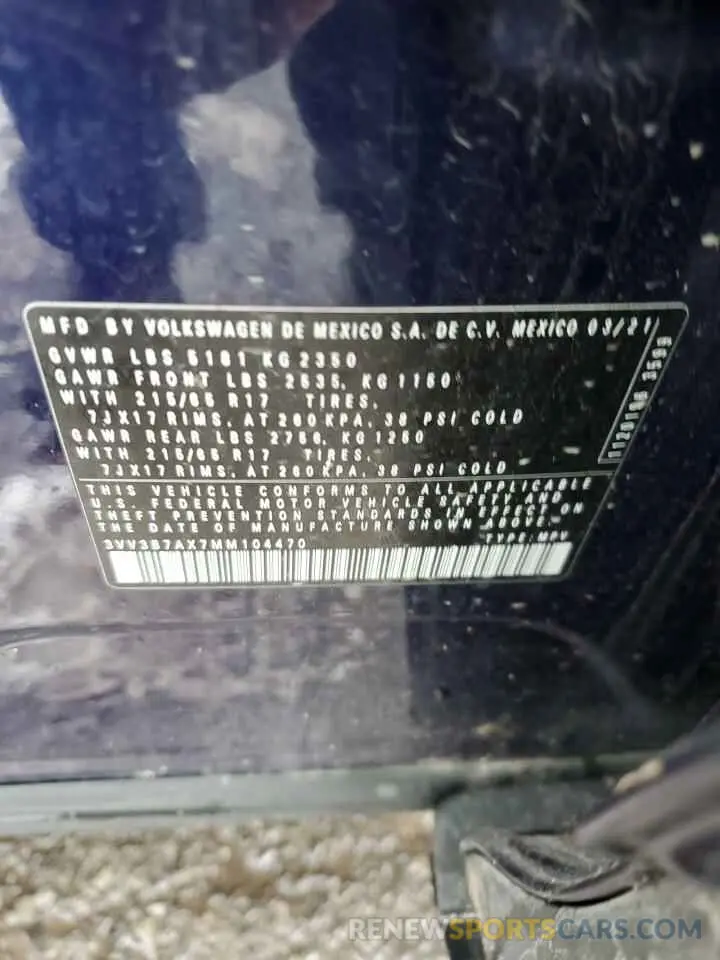 MFD BY VOLKSWAGEN DE MEXICO S.A. DE C.V. MEXICO 03/21
GVWR LBS 5181 KG 2350
GAWR FRONT LBS 2535, KG 1150
WITH 215/65 R17 TIRES,
7JX17 RIMS, AT 260 KPA, 38 PSI COLD
GAWR REAR LBS 2756, KG 1250
WITH 215/65 R17 TIRES,
7JX17 RIMS, AT 260 KPA, 38 PSI COLD
THIS VEHICLE CONFORMS TO ALL APPLICABLE
U.S. FEDERAL MOTOR VEHICLE SAFETY AND
THEFT PREVENTION STANDARDS IN EFFECT ON
THE DATE OF MANUFACTURE SHOWN ABOVE.
3VV3B7AX7MM104470 TYPE: MPV
RENEWSPORTSCARS.COM